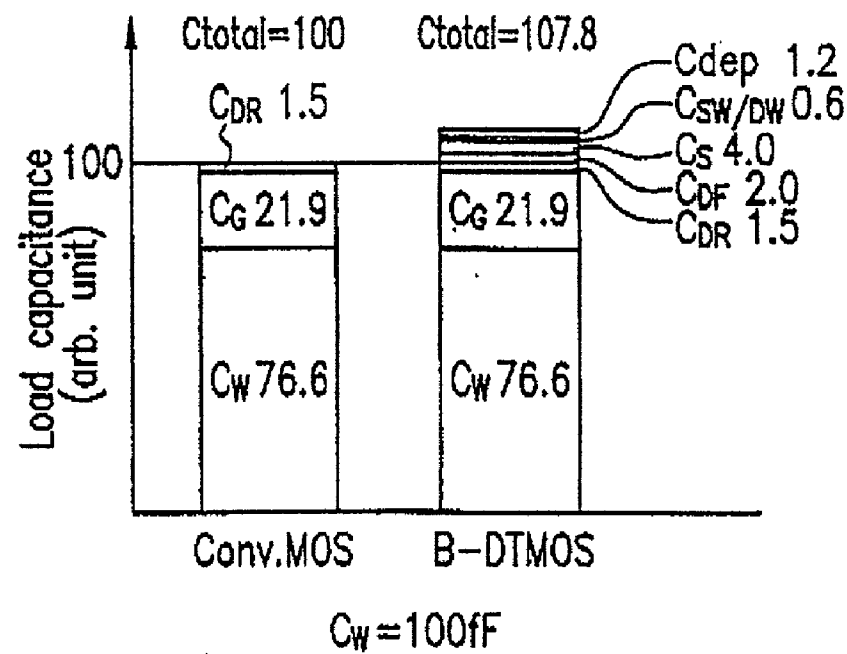 Ctotal=100
Ctotal=107.8
Cdep 1.2
CDR 1.5
CSW/DW 0.6
100
CS 4.0
CDF 2.0
CG 21.9
CG 21.9
CDR 1.5
Load capacitance
(arb. unit)
CW 76.6
CW 76.6
Conv.MOS
B-DTMOS
CW=100fF